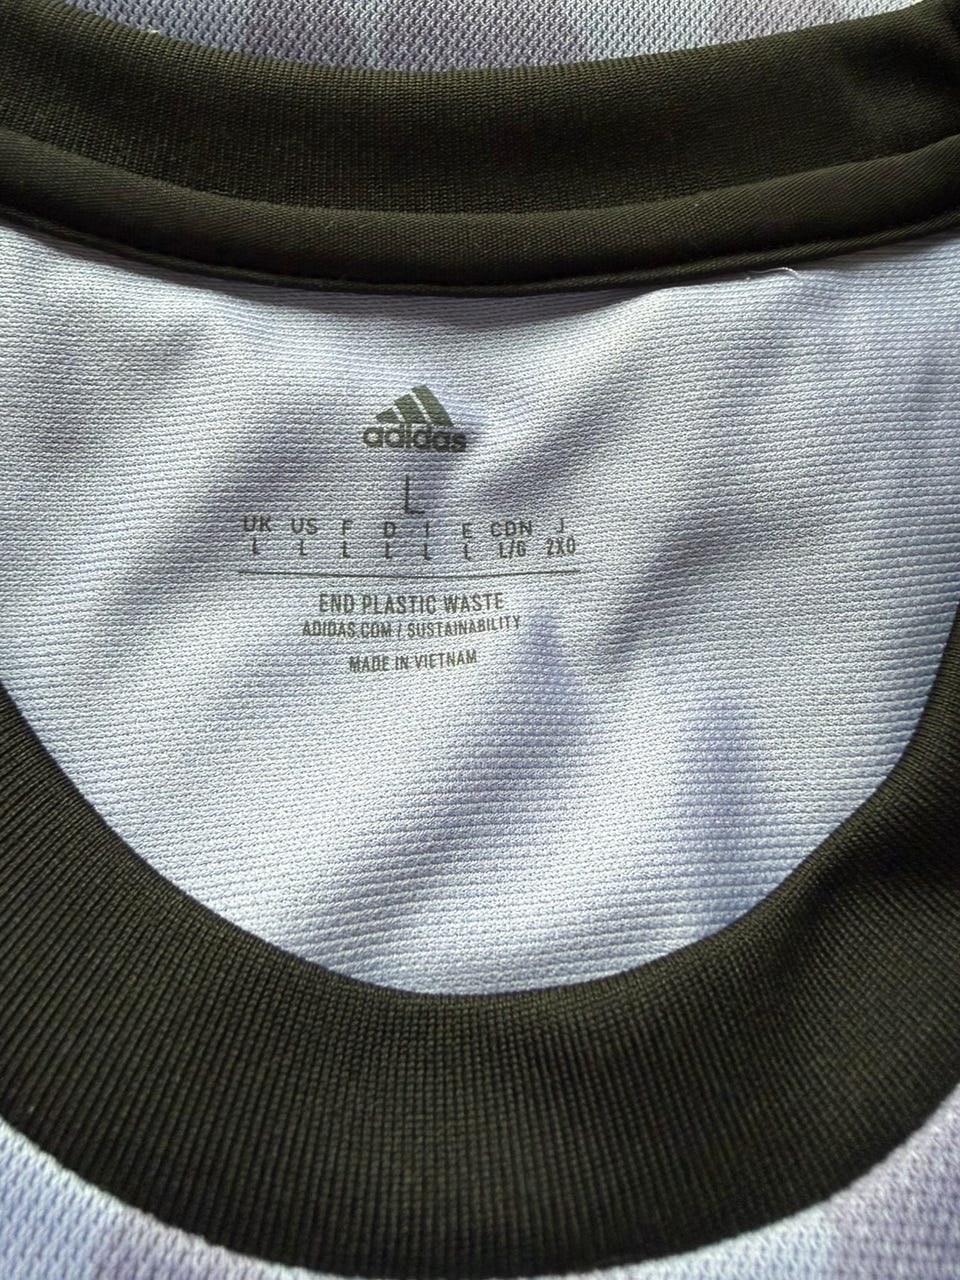 adidas
L
UK US F D I E CDN J
L L L L L L L/G 2XO
END PLASTIC WASTE
ADIDAS.COM / SUSTAINABILITY
MADE IN VIETNAM